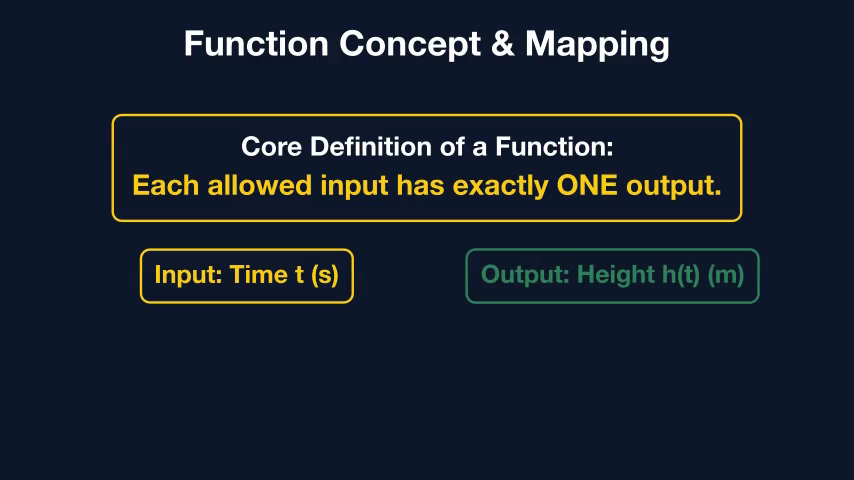 Function Concept & Mapping
Core Definition of a Function:
Each allowed input has exactly ONE output.
Input: Time t (s)
Output: Height h(t) (m)